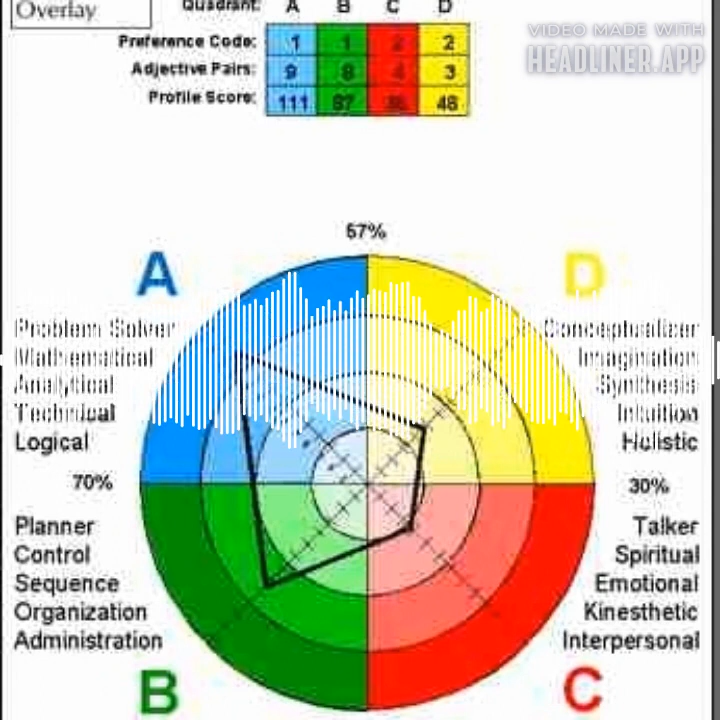 Overlay
Quadrant: A B C D
VIDEO MADE WITH
HEADLINER.APP
Preference Code: 1 1 2 2
Adjective Pairs: 9 8 4 3
Profile Score: 111 87 48
57%
A
D
Problem Solver
Conceptualizer
Mathematical
Imagination
Analytical
Synthesis
Technical
Intuition
Logical
Holistic
70%
30%
Planner
Talker
Control
Spiritual
Sequence
Emotional
Organization
Kinesthetic
Administration
Interpersonal
B
C